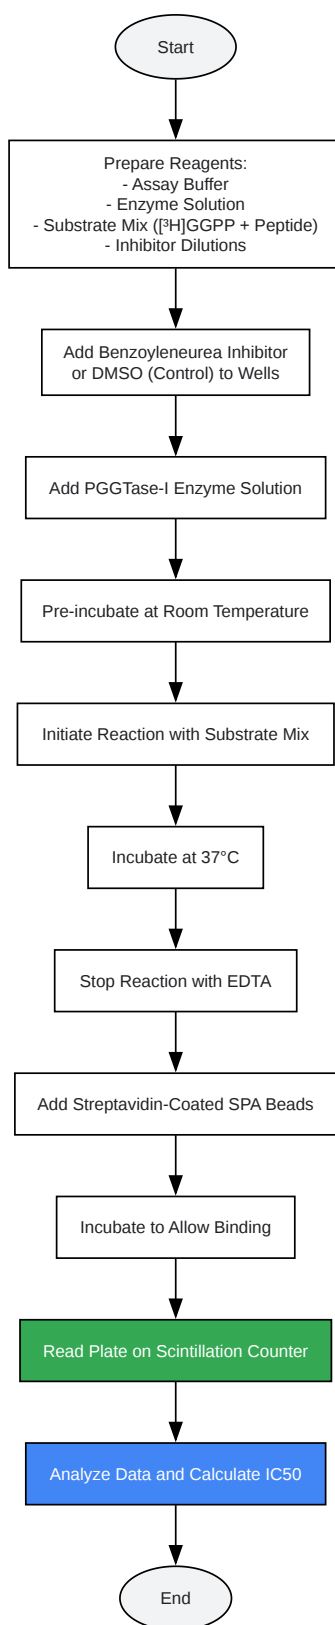 Start
Prepare Reagents:
- Assay Buffer
- Enzyme Solution
- Substrate Mix ([³H]GGPP + Peptide)
- Inhibitor Dilutions
Add Benzoyleneurea Inhibitor
or DMSO (Control) to Wells
Add PGGTase-I Enzyme Solution
Pre-incubate at Room Temperature
Initiate Reaction with Substrate Mix
Incubate at 37°C
Stop Reaction with EDTA
Add Streptavidin-Coated SPA Beads
Incubate to Allow Binding
Read Plate on Scintillation Counter
Analyze Data and Calculate IC50
End